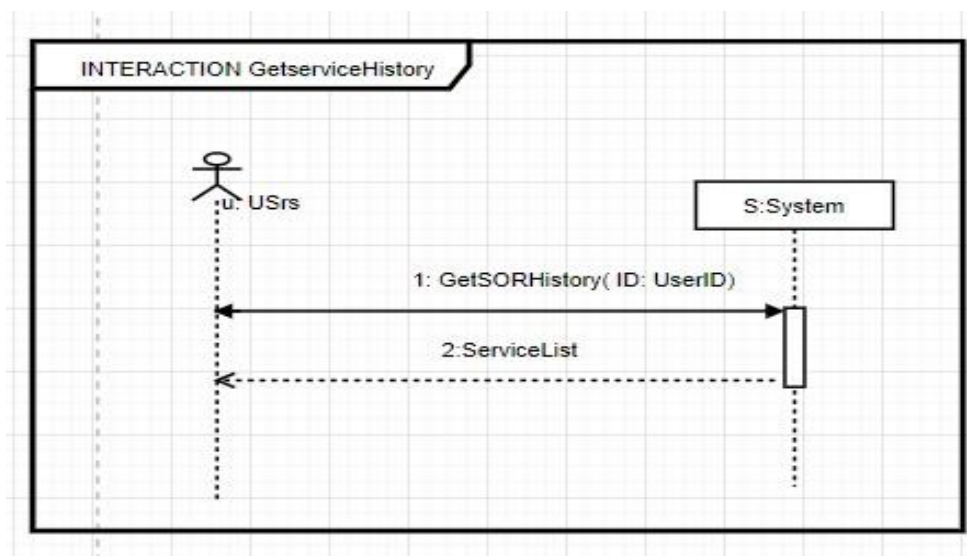 INTERACTION GetserviceHistory
u: USrs
S:System
1: GetSORHistory( ID: UserID)
2:ServiceList